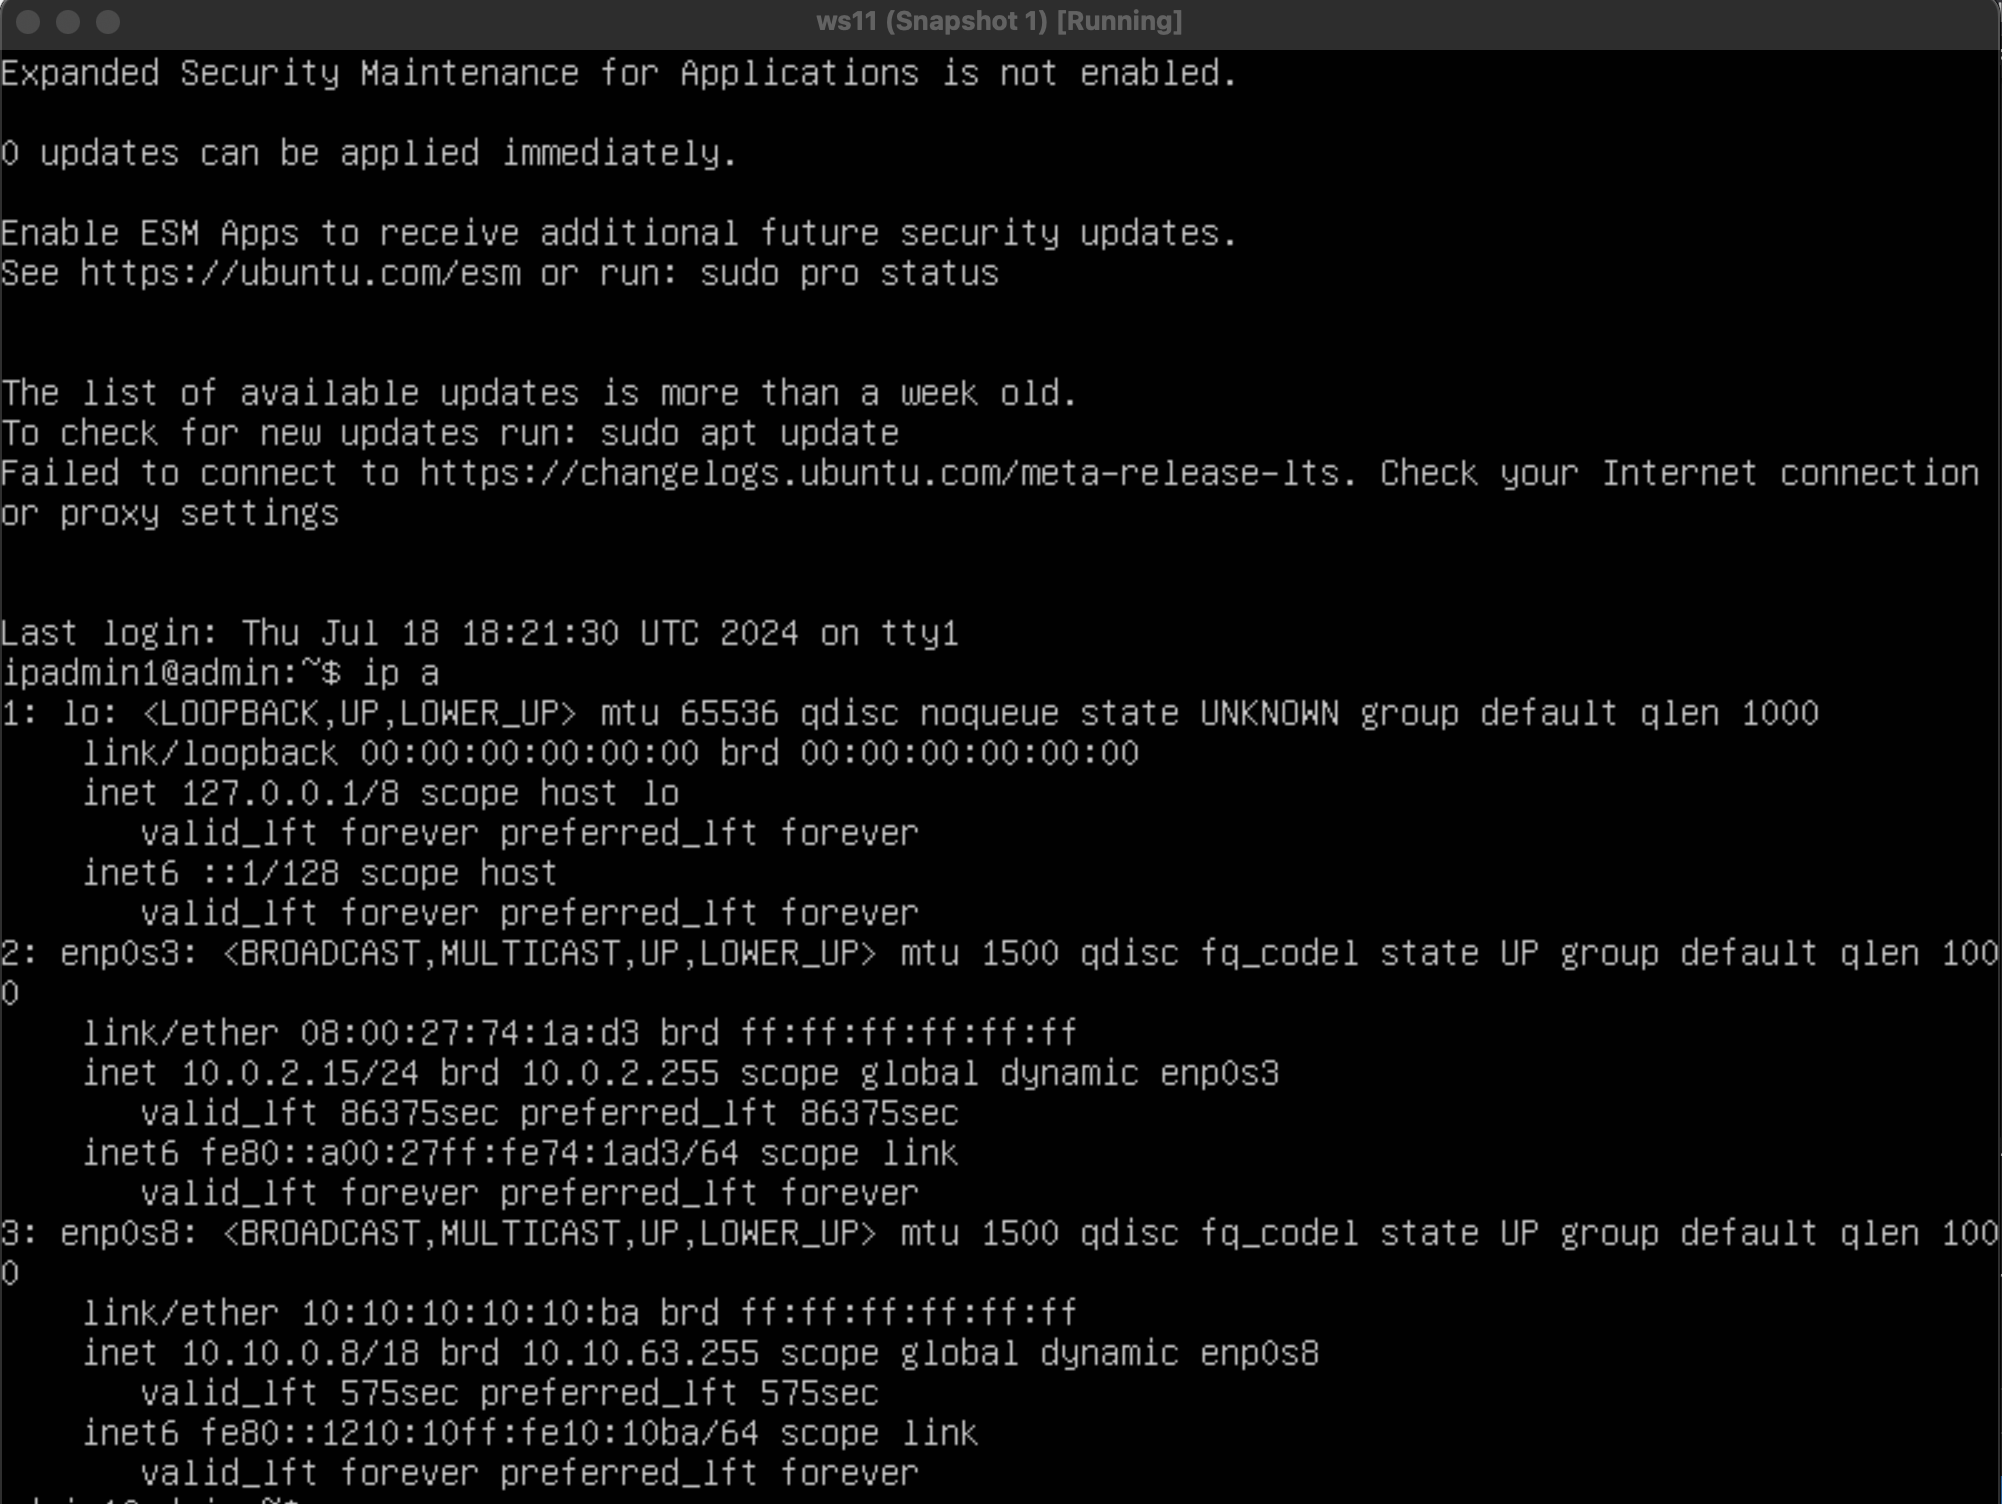 ws11 (Snapshot 1) [Running]
Expanded Security Maintenance for Applications is not enabled.
0 updates can be applied immediately.
Enable ESM Apps to receive additional future security updates.
See https://ubuntu.com/esm or run: sudo pro status
The list of available updates is more than a week old.
To check for new updates run: sudo apt update
Failed to connect to https://changelogs.ubuntu.com/meta-release-lts. Check your Internet connection
or proxy settings
Last login: Thu Jul 18 18:21:30 UTC 2024 on tty1
ipadmin1@admin:~$ ip a
1: lo: <LOOPBACK,UP,LOWER_UP> mtu 65536 qdisc noqueue state UNKNOWN group default qlen 1000
link/loopback 00:00:00:00:00:00 brd 00:00:00:00:00:00
inet 127.0.0.1/8 scope host lo
valid_lft forever preferred_lft forever
inet6 ::1/128 scope host
valid_lft forever preferred_lft forever
2: enp0s3: <BROADCAST,MULTICAST,UP,LOWER_UP> mtu 1500 qdisc fq_codel state UP group default qlen 100
0
link/ether 08:00:27:74:1a:d3 brd ff:ff:ff:ff:ff:ff
inet 10.0.2.15/24 brd 10.0.2.255 scope global dynamic enp0s3
valid_lft 86375sec preferred_lft 86375sec
inet6 fe80::a00:27ff:fe74:1ad3/64 scope link
valid_lft forever preferred_lft forever
3: enp0s8: <BROADCAST,MULTICAST,UP,LOWER_UP> mtu 1500 qdisc fq_codel state UP group default qlen 100
0
link/ether 10:10:10:10:10:ba brd ff:ff:ff:ff:ff:ff
inet 10.10.0.8/18 brd 10.10.63.255 scope global dynamic enp0s8
valid_lft 575sec preferred_lft 575sec
inet6 fe80::1210:10ff:fe10:10ba/64 scope link
valid_lft forever preferred_lft forever